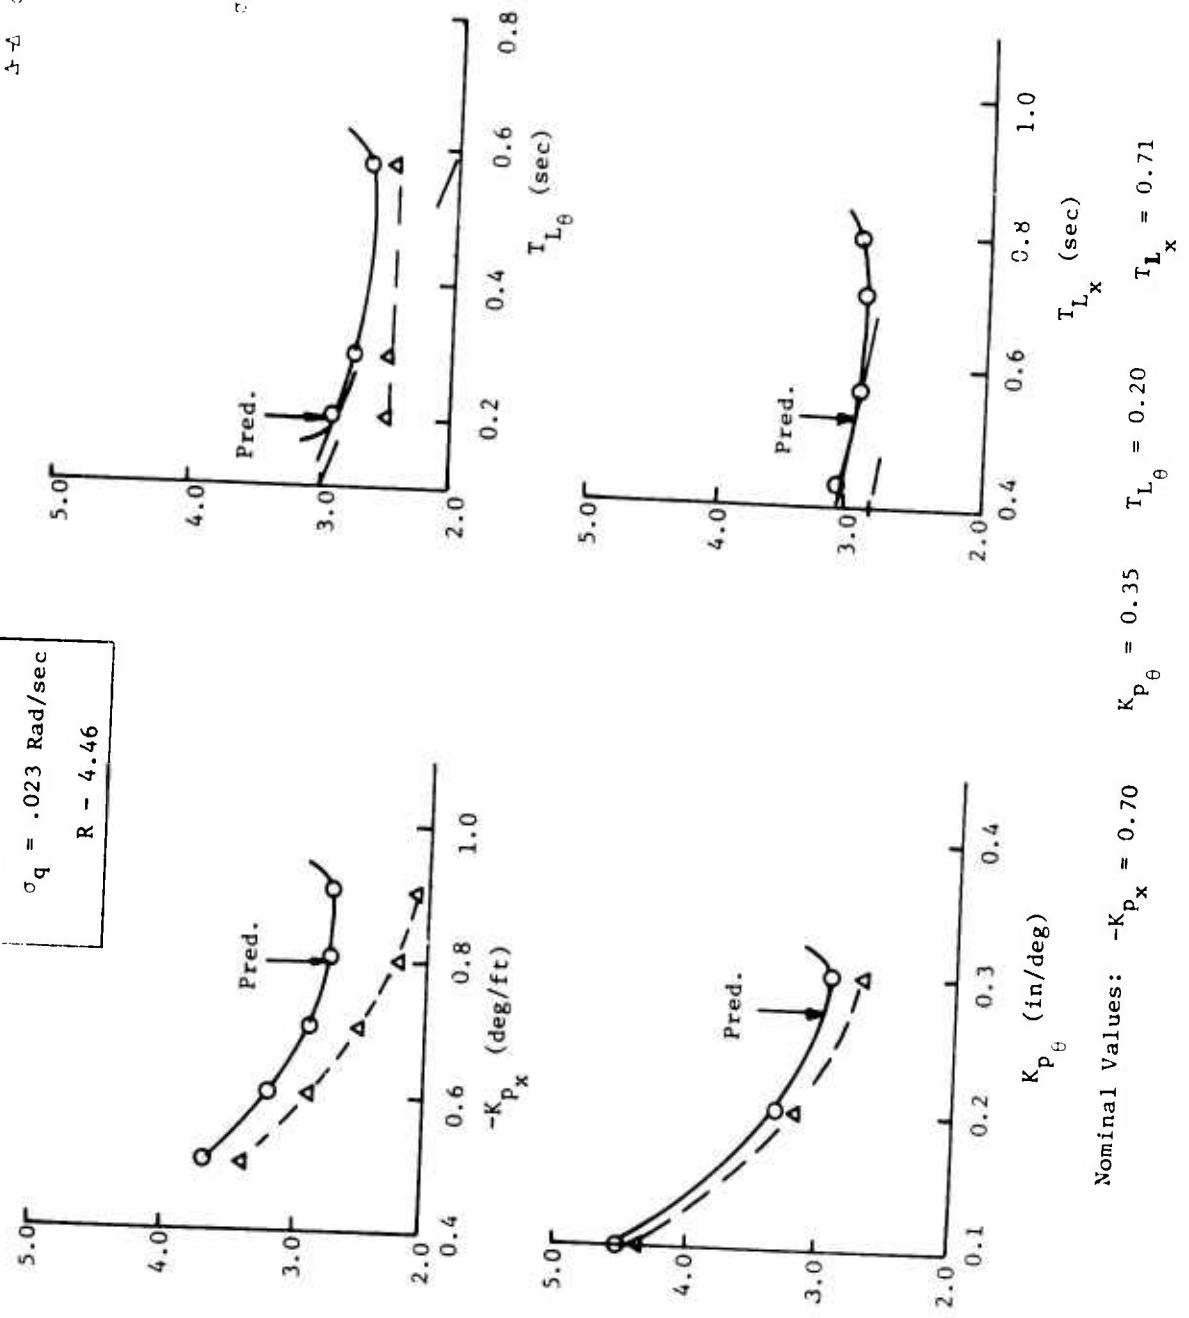 σq = .023 Rad/sec
R - 4.46
5.0
4.0
3.0
2.0
0.4
0.6
0.8
1.0
Pred.
-Kpx (deg/ft)
5.0
4.0
3.0
2.0
0.2
0.4
0.6
0.8
Pred.
TLθ (sec)
5.0
4.0
3.0
2.0
0.1
0.2
0.3
0.4
Pred.
Kpθ (in/deg)
5.0
4.0
3.0
2.0
0.4
0.6
0.8
1.0
Pred.
TLx (sec)
Nominal Values: -Kpx = 0.70 Kpθ = 0.35 TLθ = 0.20 TLx = 0.71